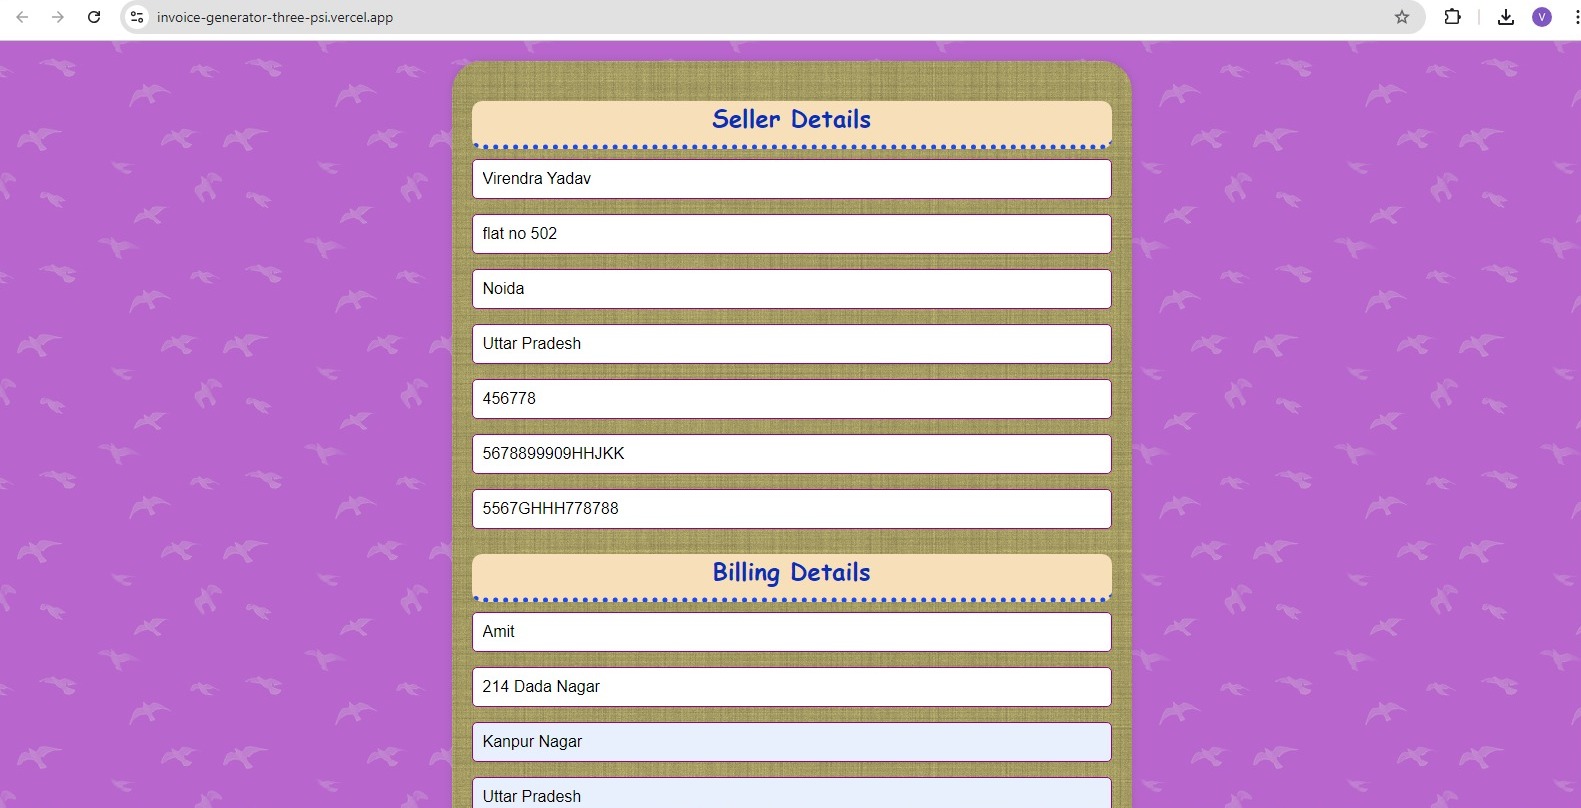 invoice-generator-three-psi.vercel.app
V
Seller Details
Virendra Yadav
flat no 502
Noida
Uttar Pradesh
456778
5678899909HHJKK
5567GHHH778788
Billing Details
Amit
214 Dada Nagar
Kanpur Nagar
Uttar Pradesh